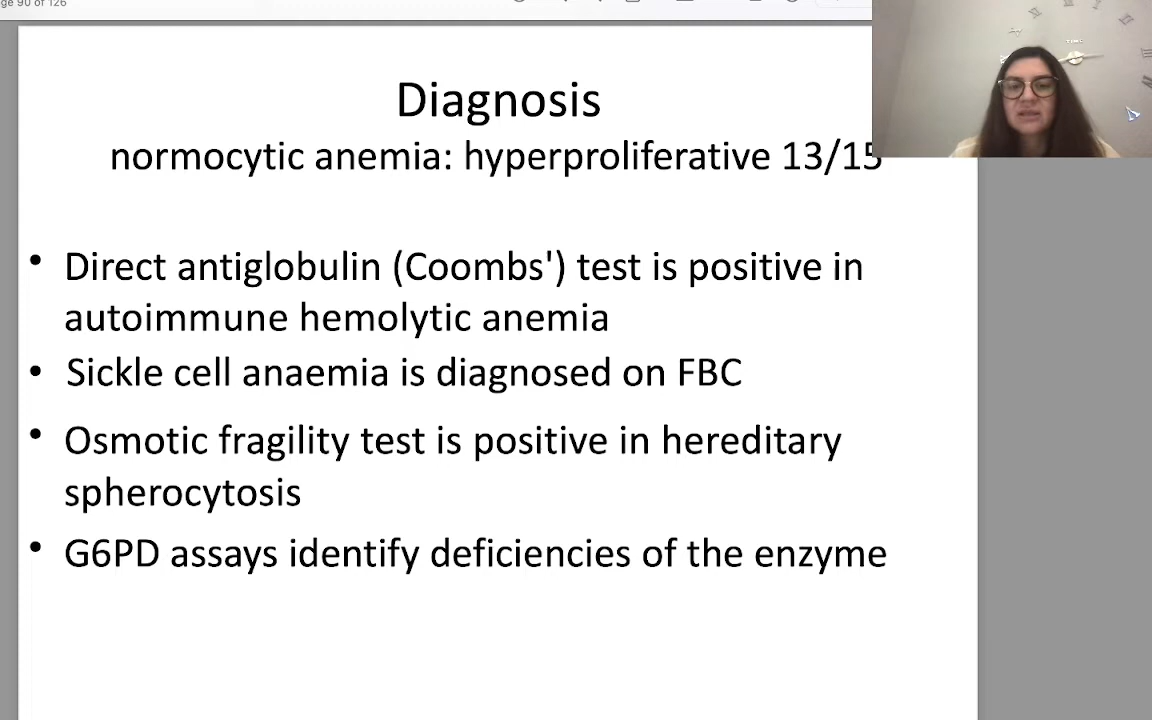 ge 90 of 126
Diagnosis
normocytic anemia: hyperproliferative 13/15
• Direct antiglobulin (Coombs') test is positive in
autoimmune hemolytic anemia
• Sickle cell anaemia is diagnosed on FBC
• Osmotic fragility test is positive in hereditary
spherocytosis
• G6PD assays identify deficiencies of the enzyme